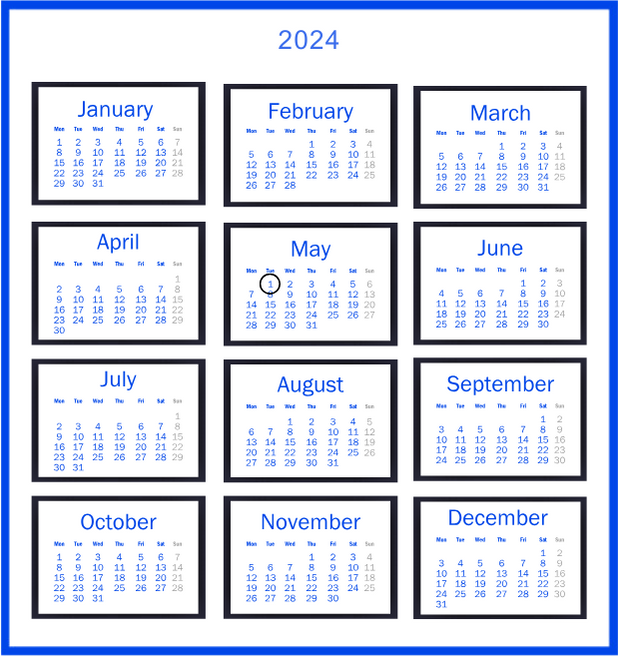 2024
January
Mon Tue Wed Thu Fri Sat Sun
1 2 3 4 5 6 7
8 9 10 11 12 13 14
15 16 17 18 19 20 21
22 23 24 25 26 27 28
29 30 31
February
Mon Tue Wed Thu Fri Sat Sun
1 2 3 4
5 6 7 8 9 10 11
12 13 14 15 16 17 18
19 20 21 22 23 24 25
26 27 28
March
Mon Tue Wed Thu Fri Sat Sun
1 2 3 4
5 6 7 8 9 10 11
12 13 14 15 16 17 18
19 20 21 22 23 24 25
26 27 28 29 30 31
April
Mon Tue Wed Thu Fri Sat Sun
1
2 3 4 5 6 7 8
9 10 11 12 13 14 15
16 17 18 19 20 21 22
23 24 25 26 27 28 29
30
May
Mon Tue Wed Thu Fri Sat Sun
1 2 3 4 5 6
7 8 9 10 11 12 13
14 15 16 17 18 19 20
21 22 23 24 25 26 27
28 29 30 31
June
Mon Tue Wed Thu Fri Sat Sun
1 2 3
4 5 6 7 8 9 10
11 12 13 14 15 16 17
18 19 20 21 22 23 24
25 26 27 28 29 30
July
Mon Tue Wed Thu Fri Sat Sun
1
2 3 4 5 6 7 8
9 10 11 12 13 14 15
16 17 18 19 20 21 22
23 24 25 26 27 28 29
30 31
August
Mon Tue Wed Thu Fri Sat Sun
1 2 3 4 5
6 7 8 9 10 11 12
13 14 15 16 17 18 19
20 21 22 23 24 25 26
27 28 29 30 31
September
Mon Tue Wed Thu Fri Sat Sun
1 2
3 4 5 6 7 8 9
10 11 12 13 14 15 16
17 18 19 20 21 22 23
24 25 26 27 28 29 30
October
Mon Tue Wed Thu Fri Sat Sun
1 2 3 4 5 6 7
8 9 10 11 12 13 14
15 16 17 18 19 20 21
22 23 24 25 26 27 28
29 30 31
November
Mon Tue Wed Thu Fri Sat Sun
1 2 3 4
5 6 7 8 9 10 11
12 13 14 15 16 17 18
19 20 21 22 23 24 25
26 27 28 29 30
December
Mon Tue Wed Thu Fri Sat Sun
1 2
3 4 5 6 7 8 9
10 11 12 13 14 15 16
17 18 19 20 21 22 23
24 25 26 27 28 29 30
31